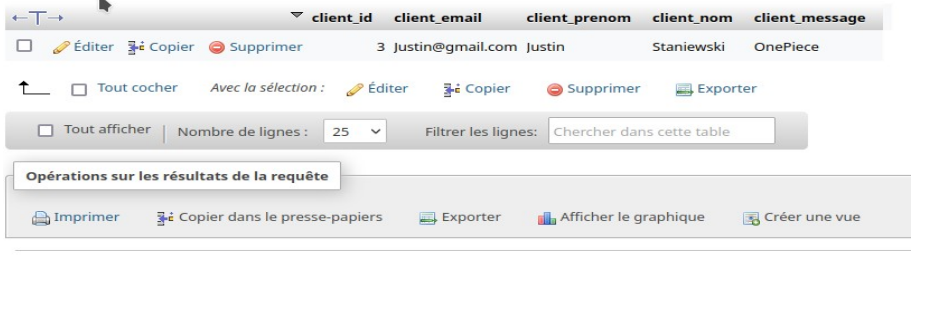 ←T→ client_id client_email client_prenom client_nom client_message
Éditer Copier Supprimer 3 Justin@gmail.com Justin Staniewski OnePiece
Tout cocher Avec la sélection : Éditer Copier Supprimer Exporter
Tout afficher | Nombre de lignes : 25 Filtrer les lignes: Chercher dans cette table
Opérations sur les résultats de la requête
Imprimer Copier dans le presse-papiers Exporter Afficher le graphique Créer une vue